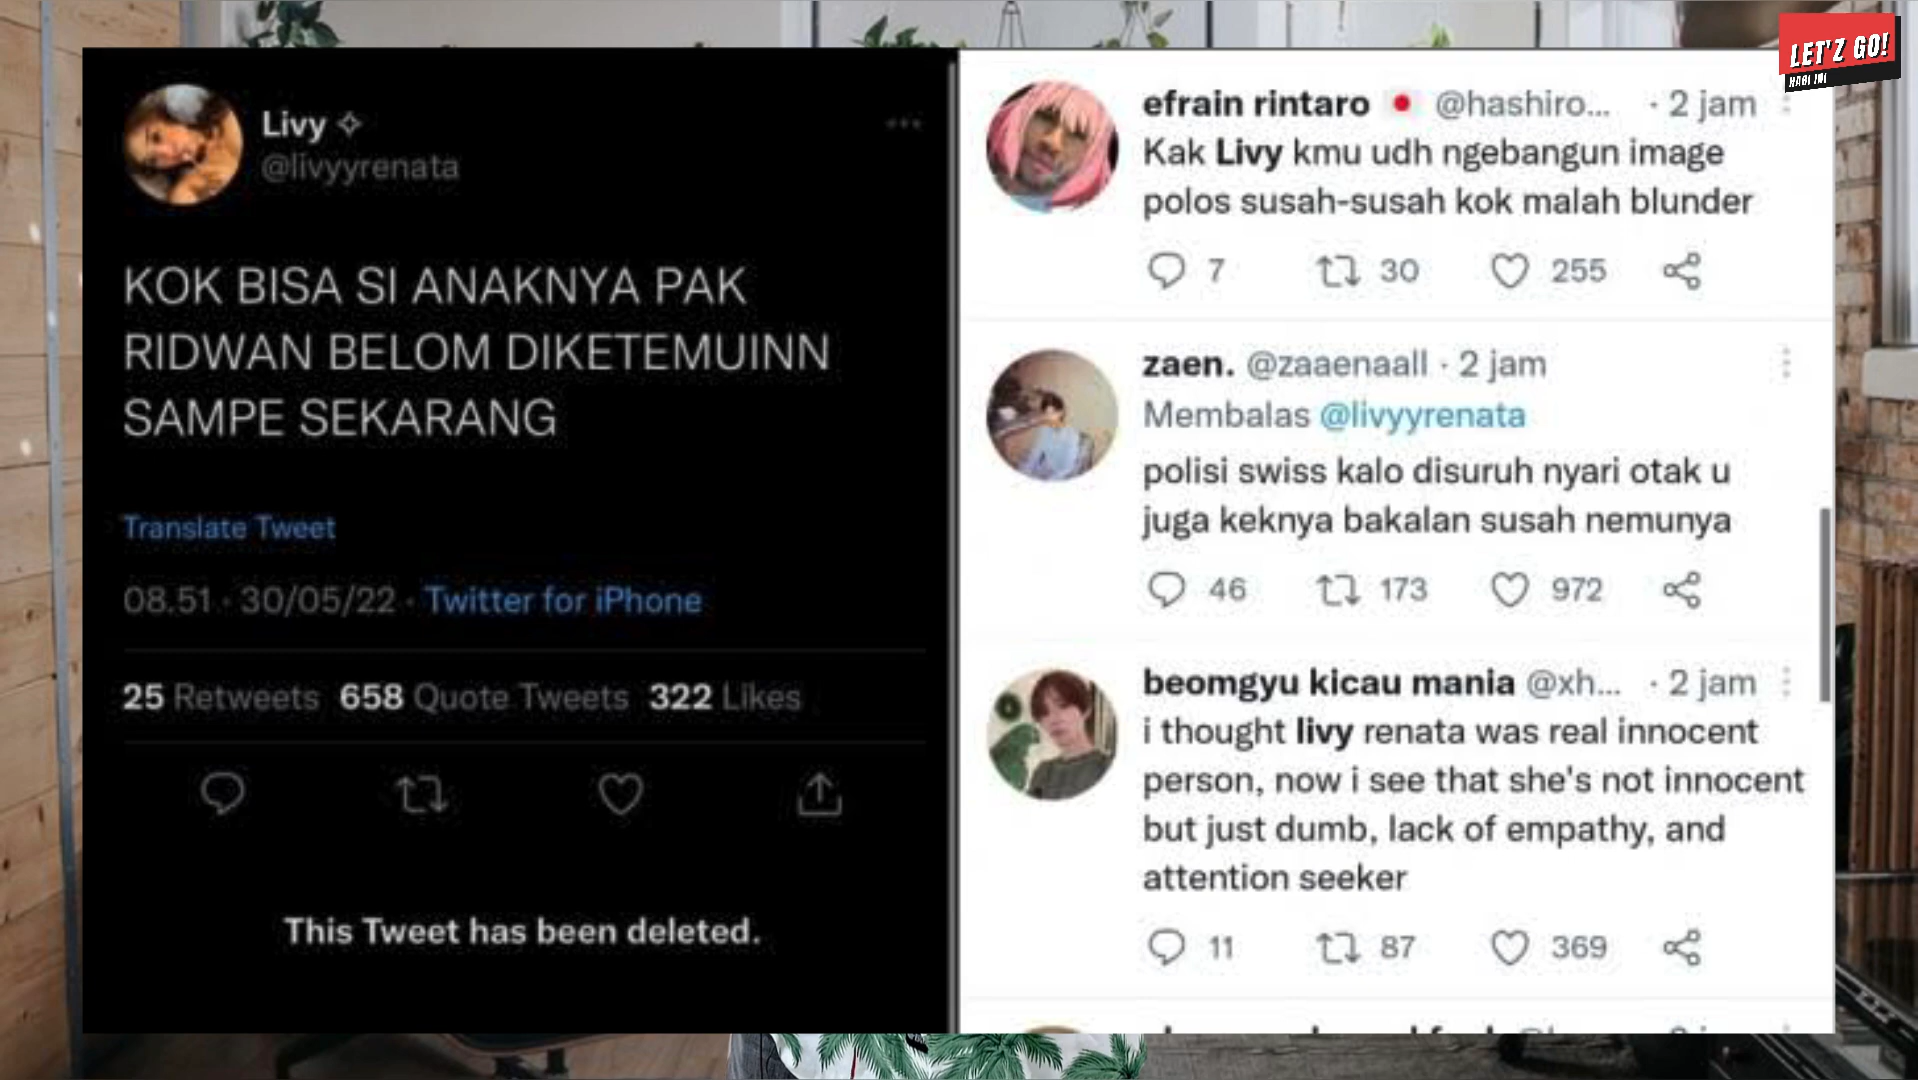 LET'Z GO!
HARI INI
Livy ✧
@livyyrenata
KOK BISA SI ANAKNYA PAK
RIDWAN BELOM DIKETEMUINN
SAMPE SEKARANG
Translate Tweet
08.51 · 30/05/22 · Twitter for iPhone
25 Retweets 658 Quote Tweets 322 Likes
This Tweet has been deleted.
efrain rintaro @hashiro... · 2 jam
Kak Livy kmu udh ngebangun image
polos susah-susah kok malah blunder
7 30 255
zaen. @zaaenaall · 2 jam
Membalas @livyyrenata
polisi swiss kalo disuruh nyari otak u
juga keknya bakalan susah nemunya
46 173 972
beomgyu kicau mania @xh... · 2 jam
i thought livy renata was real innocent
person, now i see that she's not innocent
but just dumb, lack of empathy, and
attention seeker
11 87 369